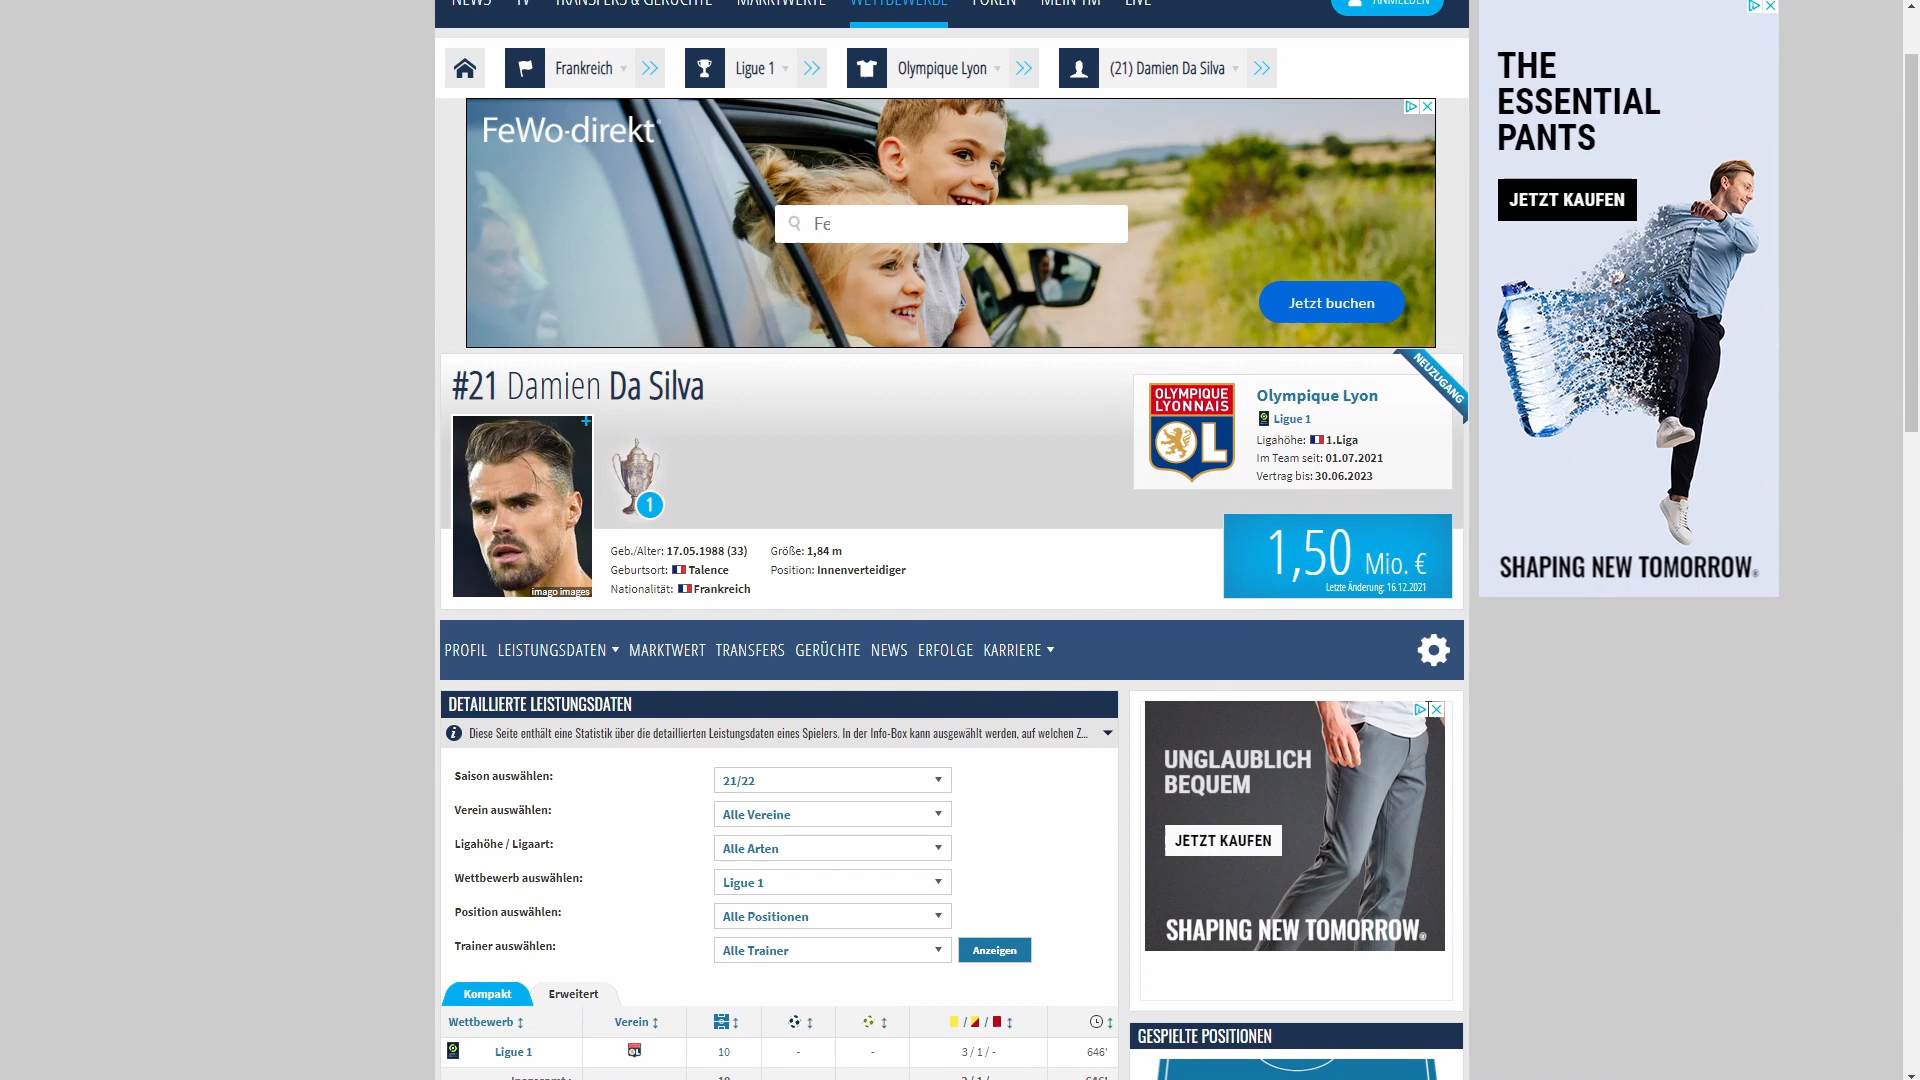 NEWS TV TRANSFERS & GERÜCHTE MARKTWERTE WETTBEWERBE FOREN MEIN TM LIVE ANMELDEN
Frankreich Ligue 1 Olympique Lyon (21) Damien Da Silva
FeWo-direkt
Fe
Jetzt buchen
THE
ESSENTIAL
PANTS
JETZT KAUFEN
SHAPING NEW TOMORROW®
#21 Damien Da Silva
NEUZUGANG
OLYMPIQUE
LYONNAIS
OL
Olympique Lyon
Ligue 1
Ligahöhe: 1.Liga
Im Team seit: 01.07.2021
Vertrag bis: 30.06.2023
1
imago images
Geb./Alter: 17.05.1988 (33)
Geburtsort: Talence
Nationalität: Frankreich
Größe: 1,84 m
Position: Innenverteidiger
1,50 Mio. €
Letzte Änderung: 16.12.2021
PROFIL LEISTUNGSDATEN MARKTWERT TRANSFERS GERÜCHTE NEWS ERFOLGE KARRIERE
DETAILLIERTE LEISTUNGSDATEN
Diese Seite enthält eine Statistik über die detaillierten Leistungsdaten eines Spielers. In der Info-Box kann ausgewählt werden, auf welchen Z...
Saison auswählen: 21/22
Verein auswählen: Alle Vereine
Ligahöhe / Ligaart: Alle Arten
Wettbewerb auswählen: Ligue 1
Position auswählen: Alle Positionen
Trainer auswählen: Alle Trainer Anzeigen
Kompakt Erweitert
Wettbewerb Verein / /
Ligue 1 10 - - 3 / 1 / - 646'
UNGLAUBLICH
BEQUEM
JETZT KAUFEN
SHAPING NEW TOMORROW®
GESPIELTE POSITIONEN